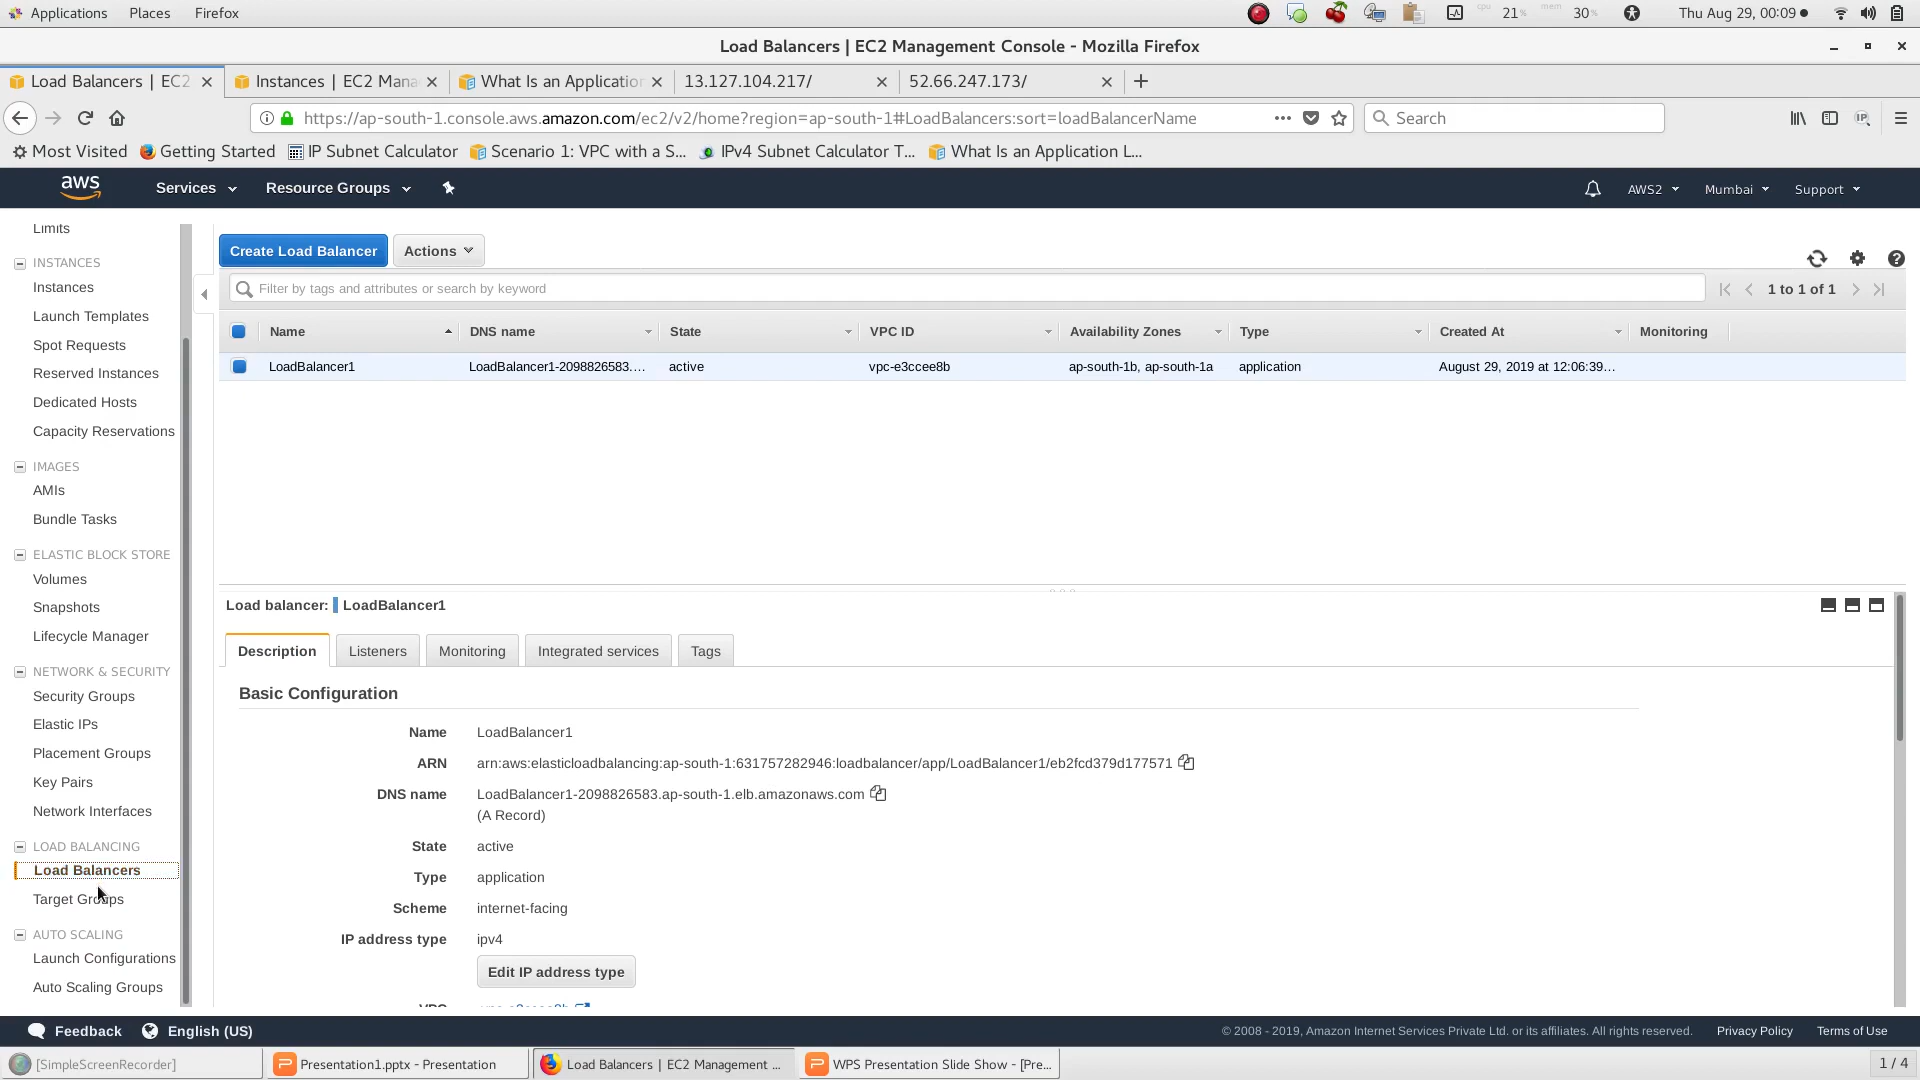 Applications Places Firefox cpu 21% mem 30% Thu Aug 29, 00:09
Load Balancers | EC2 Management Console - Mozilla Firefox
Load Balancers | EC2 Instances | EC2 Mana What Is an Application 13.127.104.217/ 52.66.247.173/
https://ap-south-1.console.aws.amazon.com/ec2/v2/home?region=ap-south-1#LoadBalancers:sort=loadBalancerName Search
Most Visited Getting Started IP Subnet Calculator Scenario 1: VPC with a S... IPv4 Subnet Calculator T... What Is an Application L...
aws Services Resource Groups AWS2 Mumbai Support
Limits
INSTANCES
Instances
Launch Templates
Spot Requests
Reserved Instances
Dedicated Hosts
Capacity Reservations
IMAGES
AMIs
Bundle Tasks
ELASTIC BLOCK STORE
Volumes
Snapshots
Lifecycle Manager
NETWORK & SECURITY
Security Groups
Elastic IPs
Placement Groups
Key Pairs
Network Interfaces
LOAD BALANCING
Load Balancers
Target Groups
AUTO SCALING
Launch Configurations
Auto Scaling Groups
Create Load Balancer Actions
Filter by tags and attributes or search by keyword 1 to 1 of 1
Name DNS name State VPC ID Availability Zones Type Created At Monitoring
LoadBalancer1 LoadBalancer1-2098826583.... active vpc-e3ccee8b ap-south-1b, ap-south-1a application August 29, 2019 at 12:06:39...
Load balancer: LoadBalancer1
Description Listeners Monitoring Integrated services Tags
Basic Configuration
Name LoadBalancer1
ARN arn:aws:elasticloadbalancing:ap-south-1:631757282946:loadbalancer/app/LoadBalancer1/eb2fcd379d177571
DNS name LoadBalancer1-2098826583.ap-south-1.elb.amazonaws.com
(A Record)
State active
Type application
Scheme internet-facing
IP address type ipv4
Edit IP address type
Feedback English (US) © 2008 - 2019, Amazon Internet Services Private Ltd. or its affiliates. All rights reserved. Privacy Policy Terms of Use
[SimpleScreenRecorder] Presentation1.pptx - Presentation Load Balancers | EC2 Management ... WPS Presentation Slide Show - [Pre... 1 / 4